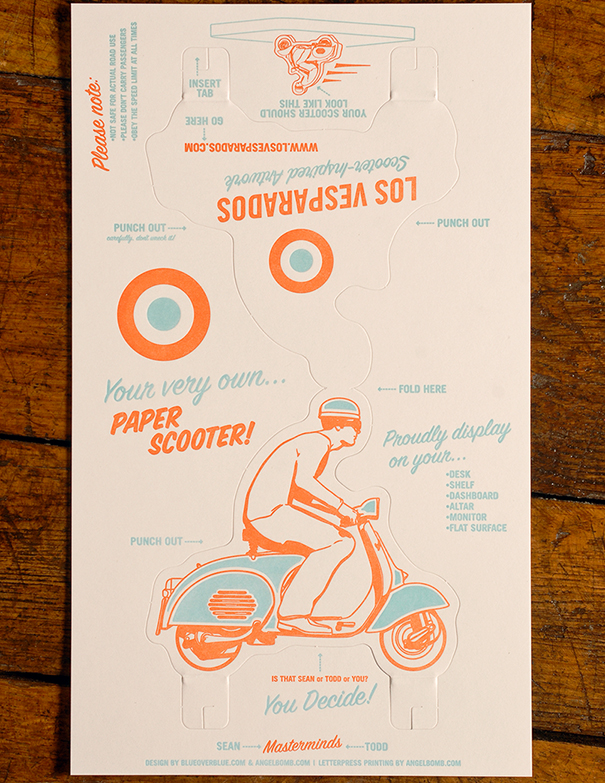 Please note:
•NOT SAFE FOR ACTUAL ROAD USE
•PLEASE DON'T CARRY PASSENGERS
•OBEY THE SPEED LIMIT AT ALL TIMES
INSERT
TAB
GO HERE
YOUR SCOOTER SHOULD
LOOK LIKE THIS
WWW.LOSVESPARADOS.COM
Scooter-Inspired Artwork
LOS VESPARADOS
PUNCH OUT
carefully, don't wreck it!
PUNCH OUT
Your very own...
PAPER
SCOOTER!
FOLD HERE
Proudly display
on your...
•DESK
•SHELF
•DASHBOARD
•ALTAR
•MONITOR
•FLAT SURFACE
PUNCH OUT
IS THAT SEAN or TODD or YOU?
You Decide!
SEAN Masterminds TODD
DESIGN BY BLUEOVERBLUE.COM & ANGELBOMB.COM | LETTERPRESS PRINTING BY ANGELBOMB.COM